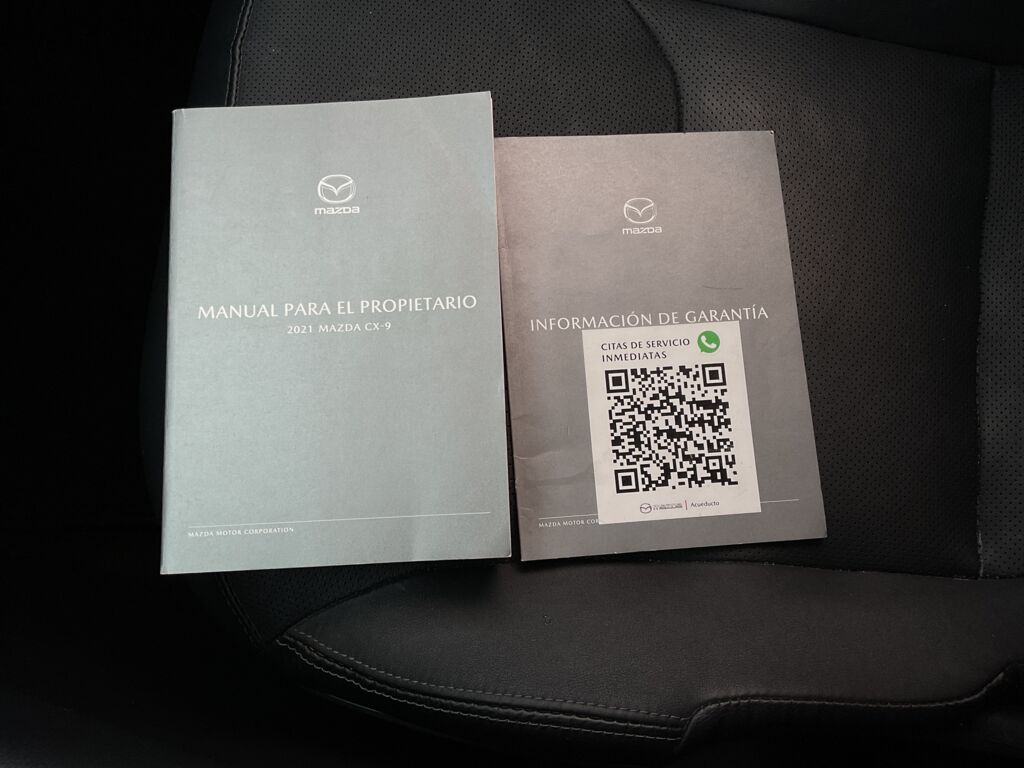 mazda
MANUAL PARA EL PROPIETARIO
2021 MAZDA CX-9
MAZDA MOTOR CORPORATION
mazda
INFORMACIÓN DE GARANTÍA
CITAS DE SERVICIO
INMEDIATAS
Acueducto
MAZDA MOTOR